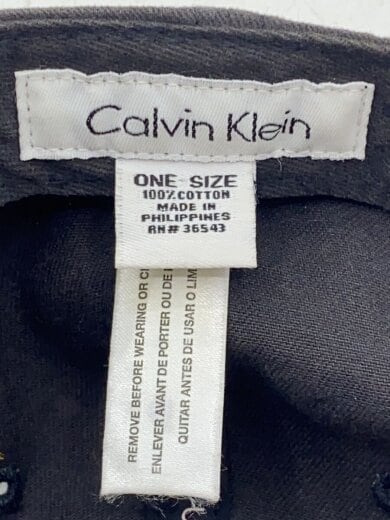 Calvin Klein
ONE SIZE
100% COTTON
MADE IN
PHILIPPINES
RN# 36543
REMOVE BEFORE WEARING OR
ENLEVER AVANT DE PORTER OU DE
QUITAR ANTES DE USAR O